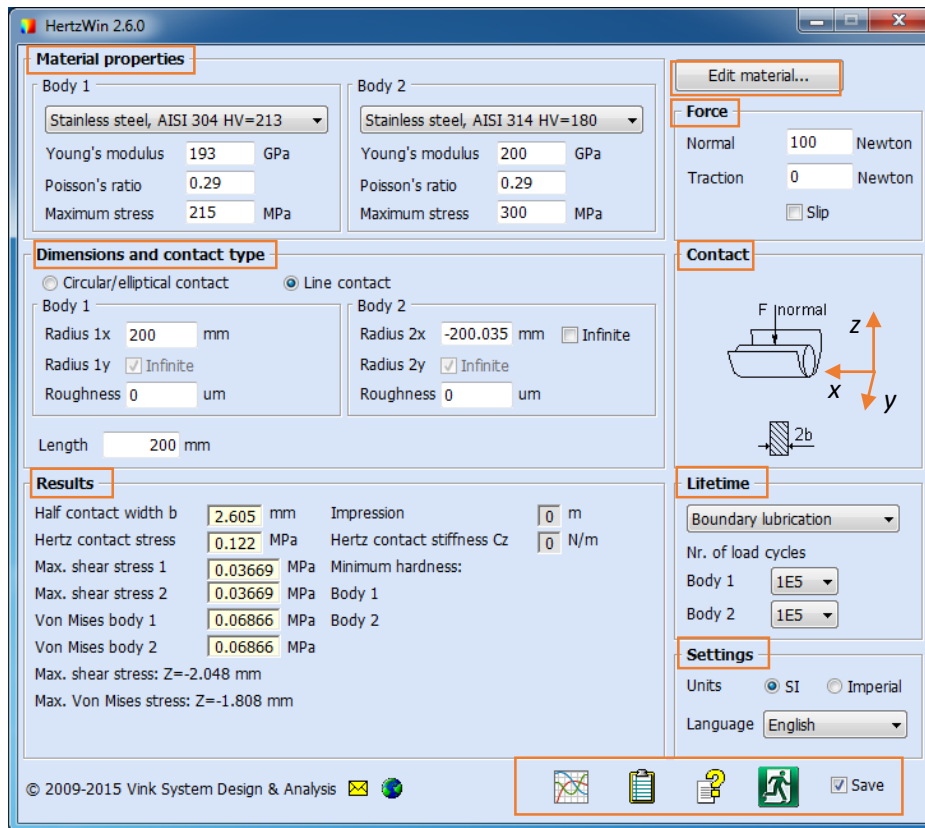 HertzWin 2.6.0
Material properties
Body 1
Stainless steel, AISI 304 HV=213
Young's modulus 193 GPa
Poisson's ratio 0.29
Maximum stress 215 MPa
Body 2
Stainless steel, AISI 314 HV=180
Young's modulus 200 GPa
Poisson's ratio 0.29
Maximum stress 300 MPa
Edit material...
Force
Normal 100 Newton
Traction 0 Newton
Slip
Dimensions and contact type
Circular/elliptical contact Line contact
Body 1
Radius 1x 200 mm
Radius 1y Infinite
Roughness 0 um
Body 2
Radius 2x -200.035 mm Infinite
Radius 2y Infinite
Roughness 0 um
Length 200 mm
Contact
F normal
z
x
y
2b
Results
Half contact width b 2.605 mm
Hertz contact stress 0.122 MPa
Max. shear stress 1 0.03669 MPa
Max. shear stress 2 0.03669 MPa
Von Mises body 1 0.06866 MPa
Von Mises body 2 0.06866 MPa
Max. shear stress: Z=-2.048 mm
Max. Von Mises stress: Z=-1.808 mm
Impression 0 m
Hertz contact stiffness Cz 0 N/m
Minimum hardness:
Body 1
Body 2
Lifetime
Boundary lubrication
Nr. of load cycles
Body 1 1E5
Body 2 1E5
Settings
Units SI Imperial
Language English
© 2009-2015 Vink System Design & Analysis
Save